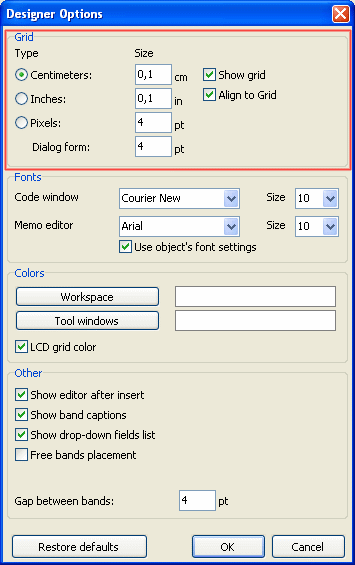 Designer Options
Grid
Type Size
Centimeters: 0,1 cm Show grid
Inches: 0,1 in Align to Grid
Pixels: 4 pt
Dialog form: 4 pt
Fonts
Code window Courier New Size 10
Memo editor Arial Size 10
Use object's font settings
Colors
Workspace
Tool windows
LCD grid color
Other
Show editor after insert
Show band captions
Show drop-down fields list
Free bands placement
Gap between bands: 4 pt
Restore defaults OK Cancel